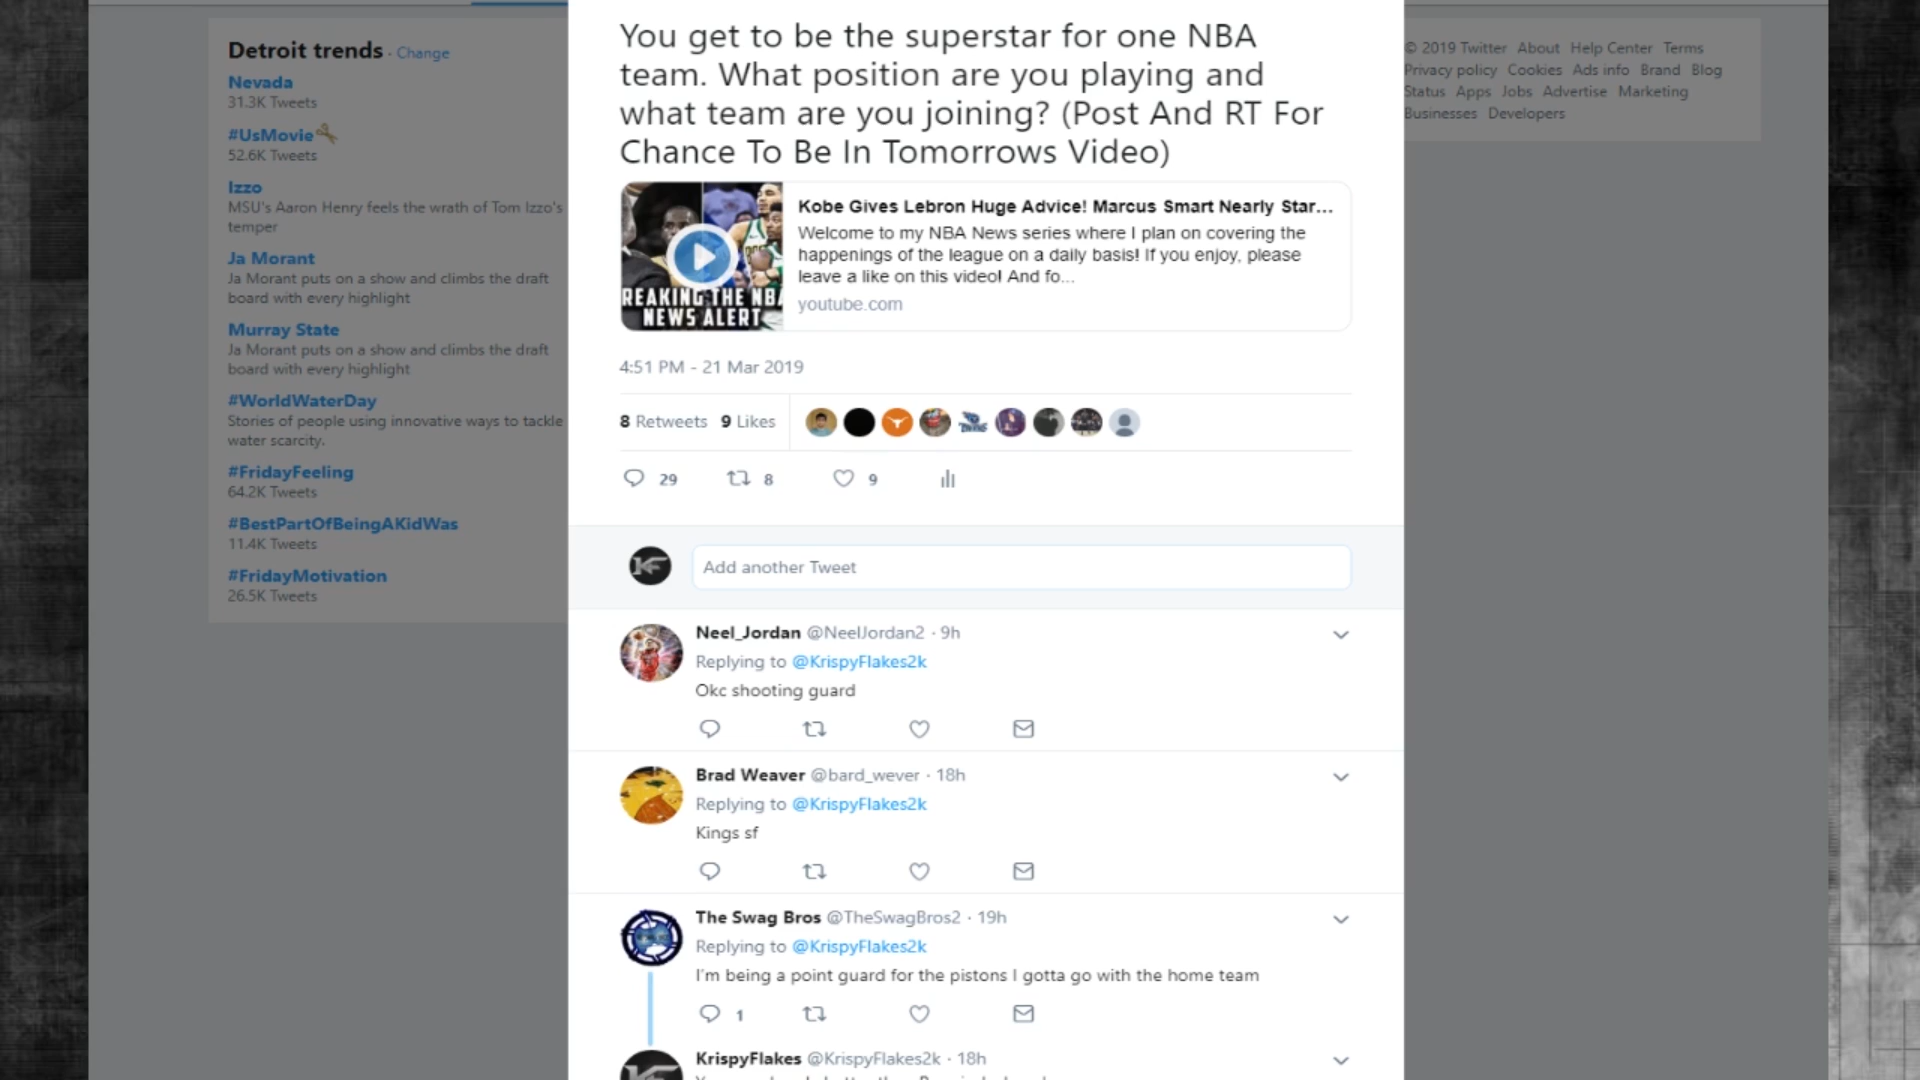 Detroit trends · Change
Nevada
31.3K Tweets
#UsMovie
52.6K Tweets
Izzo
MSU's Aaron Henry feels the wrath of Tom Izzo's
temper
Ja Morant
Ja Morant puts on a show and climbs the draft
board with every highlight
Murray State
Ja Morant puts on a show and climbs the draft
board with every highlight
#WorldWaterDay
Stories of people using innovative ways to tackle
water scarcity.
#FridayFeeling
64.2K Tweets
#BestPartOfBeingAKidWas
11.4K Tweets
#FridayMotivation
26.5K Tweets
You get to be the superstar for one NBA
team. What position are you playing and
what team are you joining? (Post And RT For
Chance To Be In Tomorrows Video)
REAKING THE NBA
NEWS ALERT
Kobe Gives Lebron Huge Advice! Marcus Smart Nearly Star...
Welcome to my NBA News series where I plan on covering the
happenings of the league on a daily basis! If you enjoy, please
leave a like on this video! And fo...
youtube.com
4:51 PM - 21 Mar 2019
8 Retweets 9 Likes
29 8 9
KF
Add another Tweet
Neel_Jordan @NeelJordan2 · 9h
Replying to @KrispyFlakes2k
Okc shooting guard
Brad Weaver @bard_wever · 18h
Replying to @KrispyFlakes2k
Kings sf
The Swag Bros @TheSwagBros2 · 19h
Replying to @KrispyFlakes2k
I'm being a point guard for the pistons I gotta go with the home team
1
KrispyFlakes @KrispyFlakes2k · 18h
© 2019 Twitter About Help Center Terms
Privacy policy Cookies Ads info Brand Blog
Status Apps Jobs Advertise Marketing
Businesses Developers